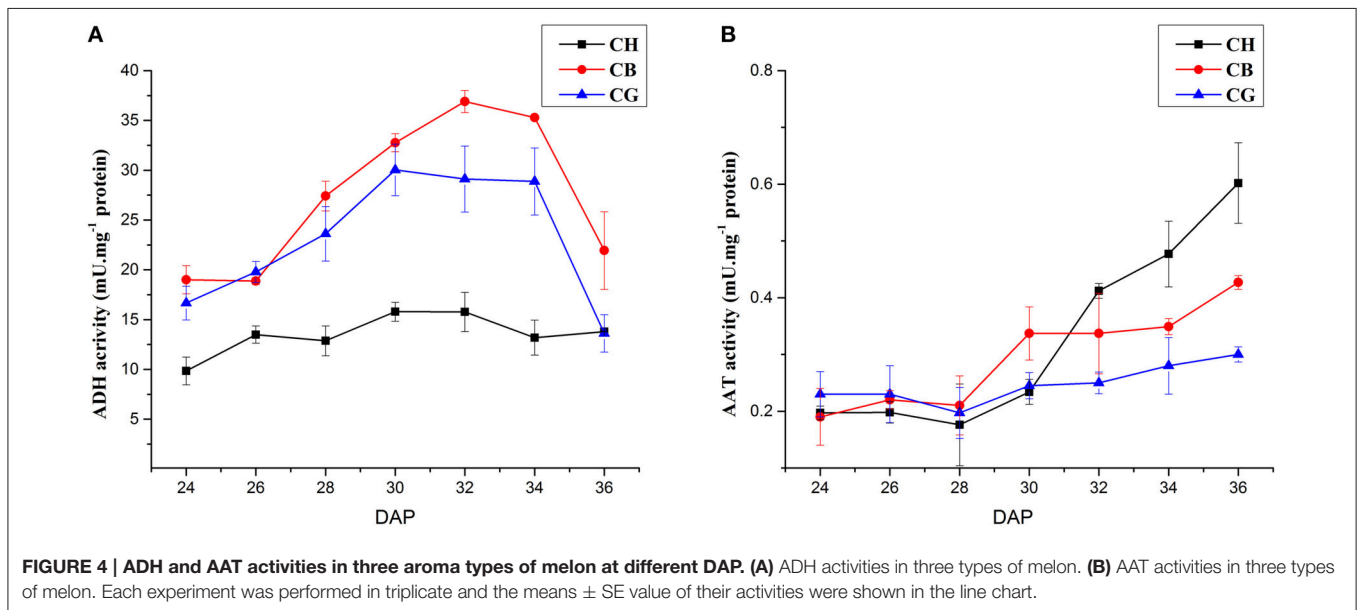 A
CH
CB
CG
40
35
30
25
20
15
10
5
ADH acrivity (mU.mg-1 protein)
24 26 28 30 32 34 36
DAP
B
CH
CB
CG
0.8
0.6
0.4
0.2
AAT activity (mU.mg-1 protein)
24 26 28 30 32 34 36
DAP
FIGURE 4 | ADH and AAT activities in three aroma types of melon at different DAP. (A) ADH activities in three types of melon. (B) AAT activities in three types
of melon. Each experiment was performed in triplicate and the means ± SE value of their activities were shown in the line chart.